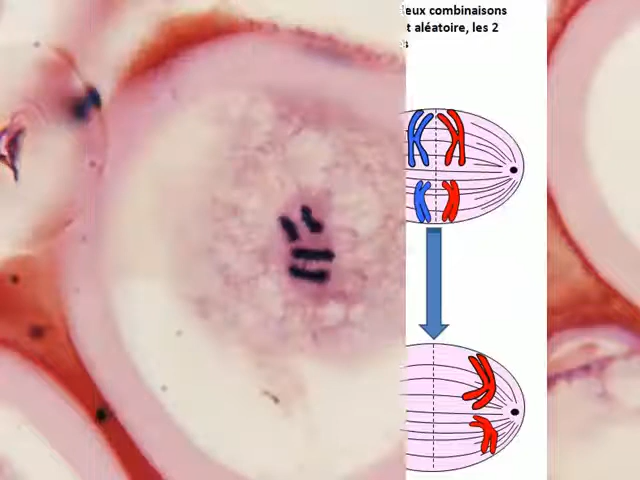 eux combinaisons
t aléatoire, les 2
s